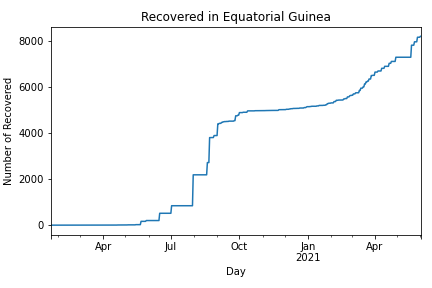 Recovered in Equatorial Guinea
Number of Recovered
8000
6000
4000
2000
0
Apr
Jul
Oct
Jan
2021
Apr
Day